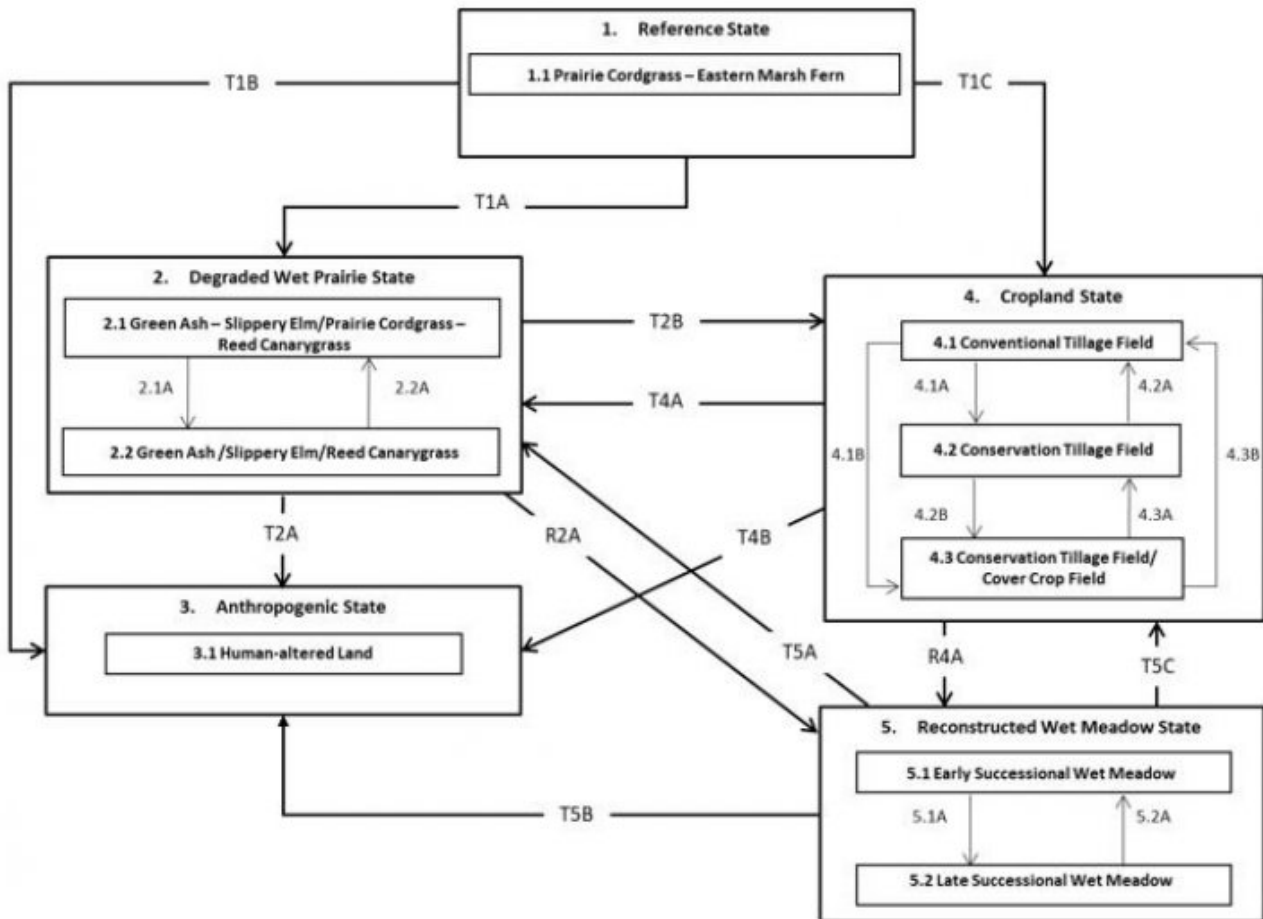 1. Reference State
1.1 Prairie Cordgrass – Eastern Marsh Fern
T1B
T1C
T1A
2. Degraded Wet Prairie State
2.1 Green Ash – Slippery Elm/Prairie Cordgrass –
Reed Canarygrass
2.1A
2.2A
2.2 Green Ash /Slippery Elm/Reed Canarygrass
T2B
T4A
4. Cropland State
4.1 Conventional Tillage Field
4.1A
4.2A
4.1B
4.2 Conservation Tillage Field
4.3B
4.2B
4.3A
4.3 Conservation Tillage Field/
Cover Crop Field
T2A
R2A
T4B
3. Anthropogenic State
3.1 Human-altered Land
T5A
R4A
T5C
5. Reconstructed Wet Meadow State
5.1 Early Successional Wet Meadow
5.1A
5.2A
5.2 Late Successional Wet Meadow
T5B